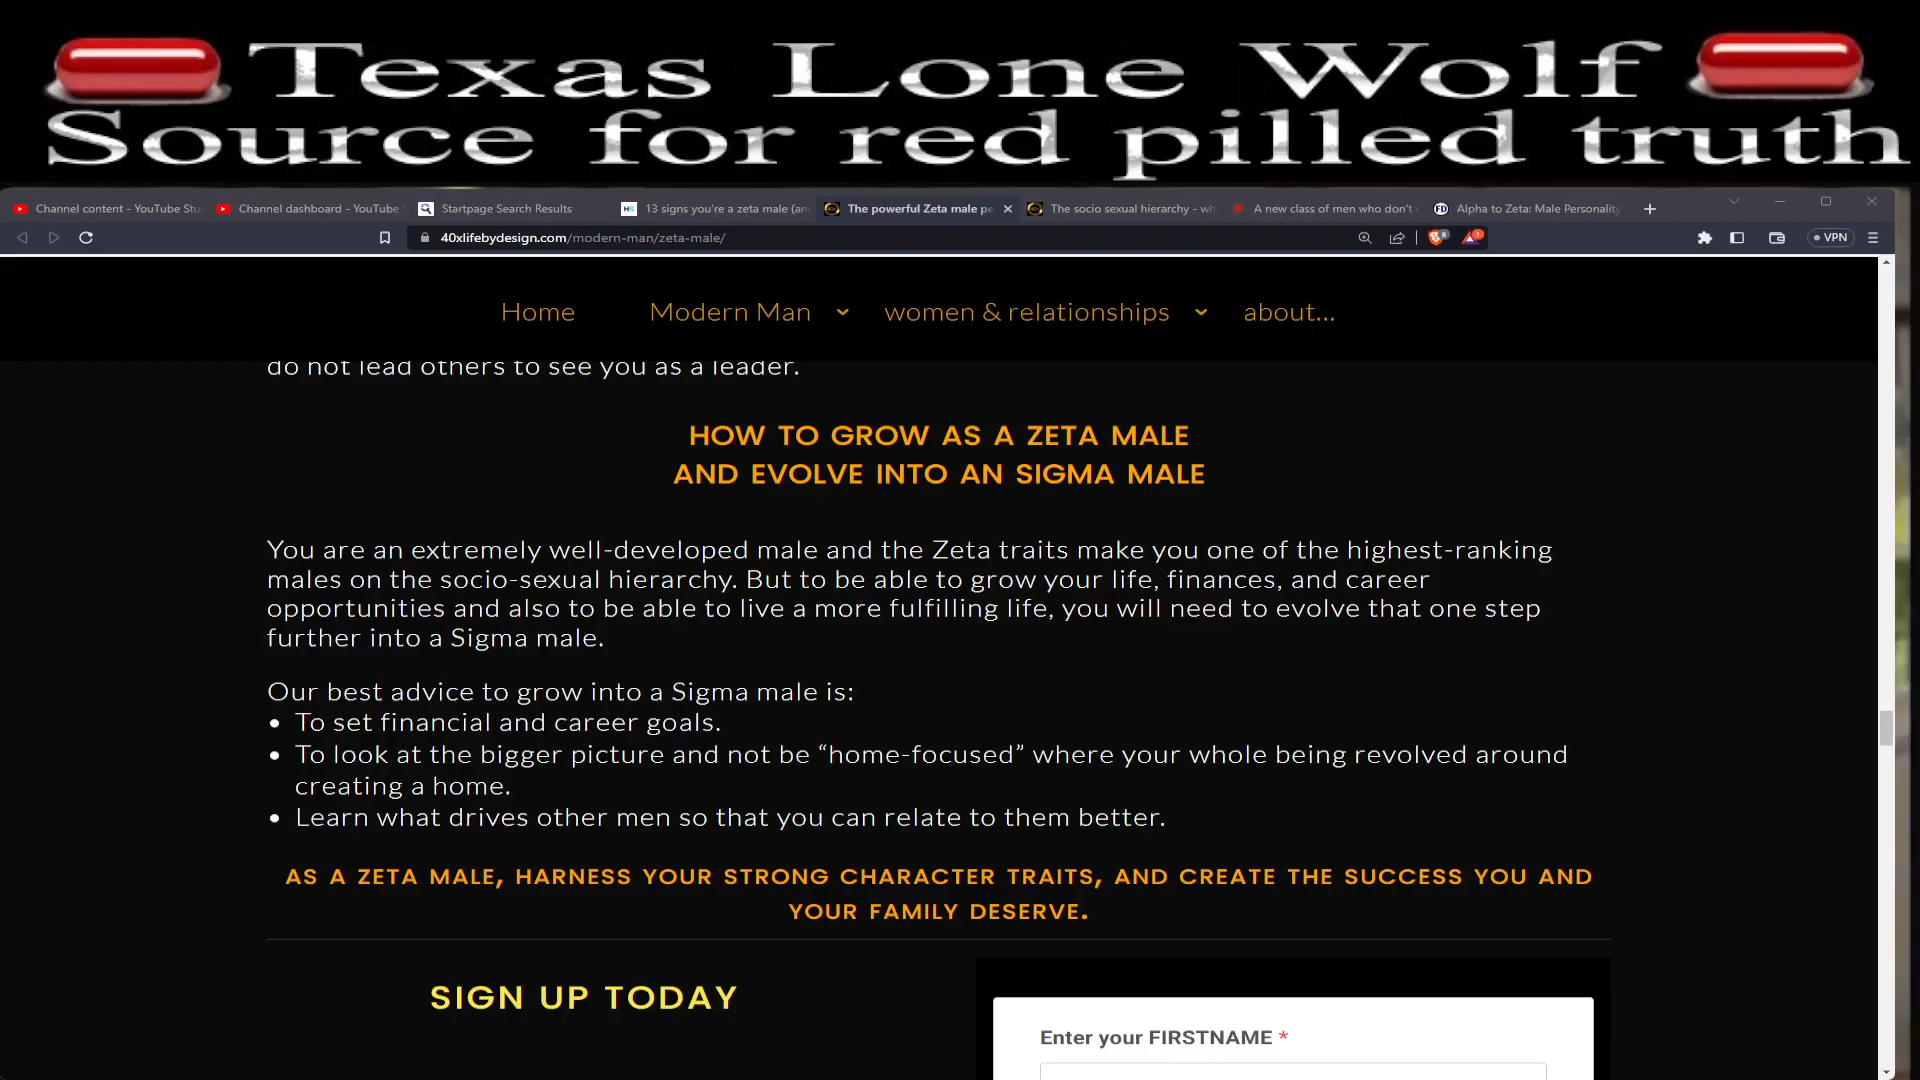 Texas Lone Wolf
Source for red pilled truth
Channel content - YouTube Stu
Channel dashboard - YouTube
Startpage Search Results
13 signs you're a zeta male (an
The powerful Zeta male pe
The socio sexual hierarchy - wh
A new class of men who don't
Alpha to Zeta: Male Personality
40xlifebydesign.com/modern-man/zeta-male/
VPN
Home
Modern Man
women & relationships
about...
do not lead others to see you as a leader.
HOW TO GROW AS A ZETA MALE
AND EVOLVE INTO AN SIGMA MALE
You are an extremely well-developed male and the Zeta traits make you one of the highest-ranking
males on the socio-sexual hierarchy. But to be able to grow your life, finances, and career
opportunities and also to be able to live a more fulfilling life, you will need to evolve that one step
further into a Sigma male.
Our best advice to grow into a Sigma male is:
• To set financial and career goals.
• To look at the bigger picture and not be “home-focused” where your whole being revolved around
creating a home.
• Learn what drives other men so that you can relate to them better.
AS A ZETA MALE, HARNESS YOUR STRONG CHARACTER TRAITS, AND CREATE THE SUCCESS YOU AND
YOUR FAMILY DESERVE.
SIGN UP TODAY
Enter your FIRSTNAME *